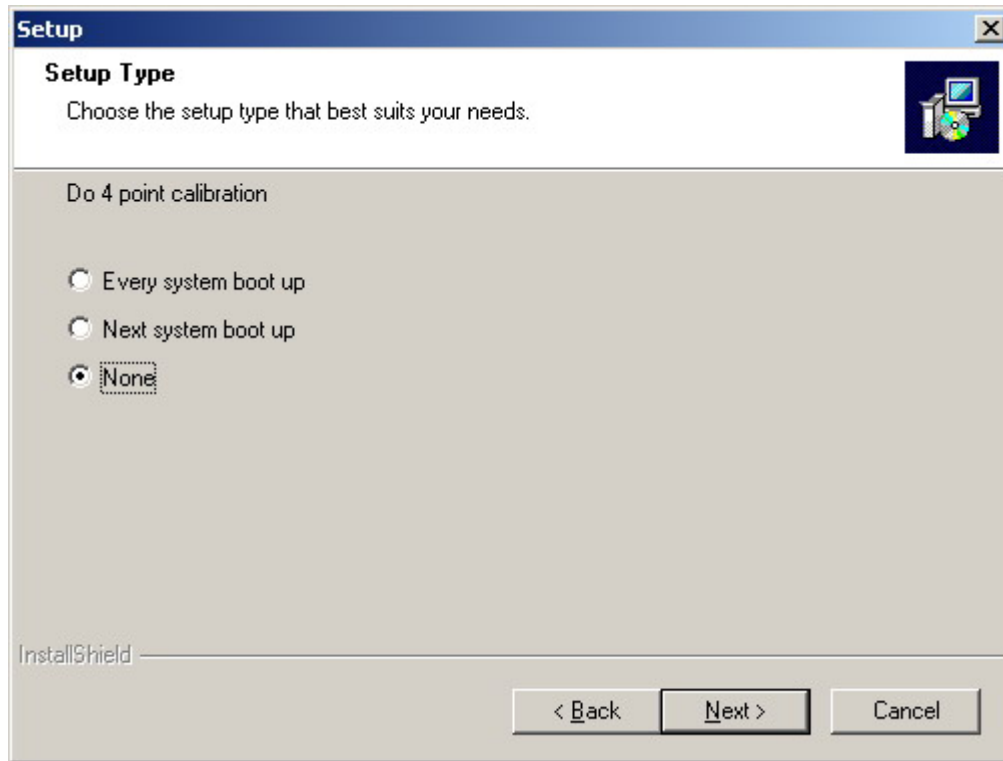 Setup
Setup Type
Choose the setup type that best suits your needs.
Do 4 point calibration
Every system boot up
Next system boot up
None
InstallShield
< Back Next > Cancel